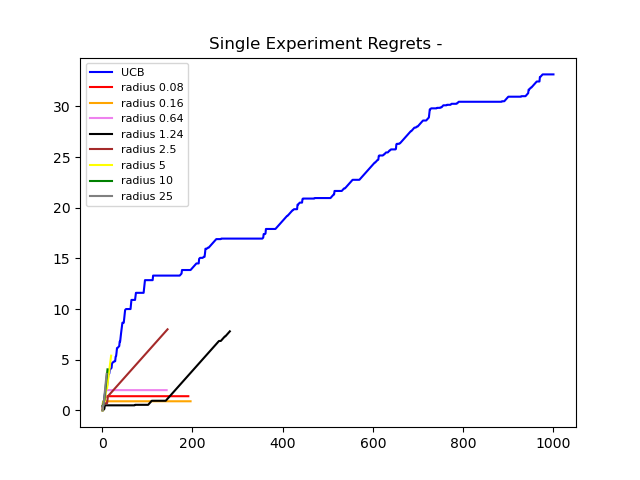 Single Experiment Regrets -
UCB
radius 0.08
radius 0.16
radius 0.64
radius 1.24
radius 2.5
radius 5
radius 10
radius 25
30
25
20
15
10
5
0
0 200 400 600 800 1000